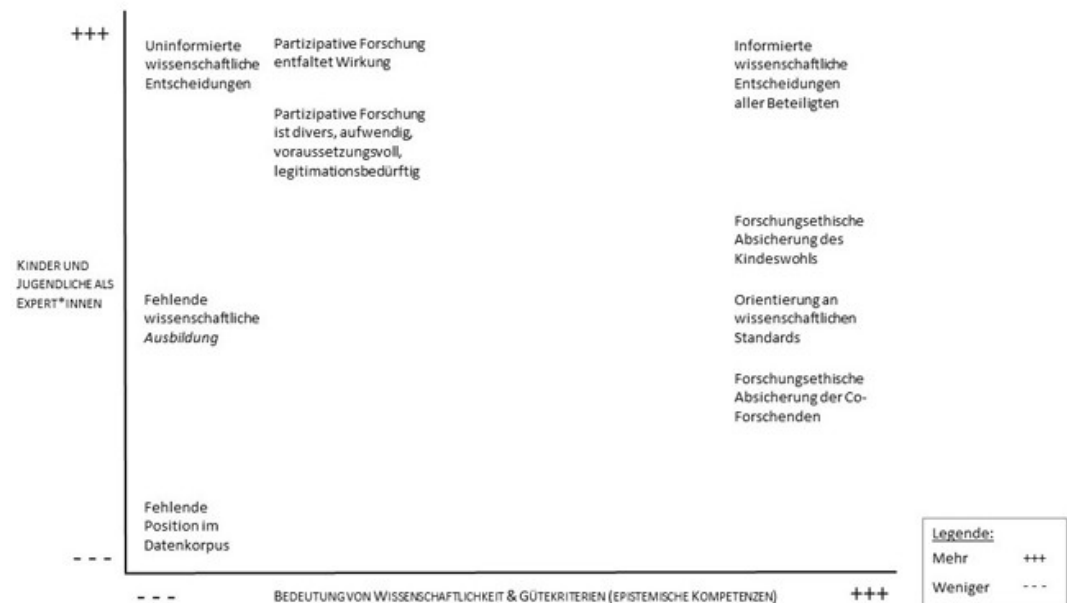 +++
Uninformierte
wissenschaftliche
Entscheidungen
Partizipative Forschung
entfaltet Wirkung
Partizipative Forschung
ist divers, aufwendig,
voraussetzungsvoll,
legitimationsbedürftig
Informierte
wissenschaftliche
Entscheidungen
aller Beteiligten
Forschungsethische
Absicherung des
Kindeswohls
KINDER UND
JUGENDLICHE ALS
EXPERT*INNEN
Fehlende
wissenschaftliche
Ausbildung
Orientierung an
wissenschaftlichen
Standards
Forschungsethische
Absicherung der Co-
Forschenden
Fehlende
Position im
Datenkorpus
- - -
- - - BEDEUTUNG VON WISSENSCHAFTLICHKEIT & GÜTEKRITERIEN (EPISTEMISCHE KOMPETENZEN) +++
Legende:
Mehr +++
Weniger - - -